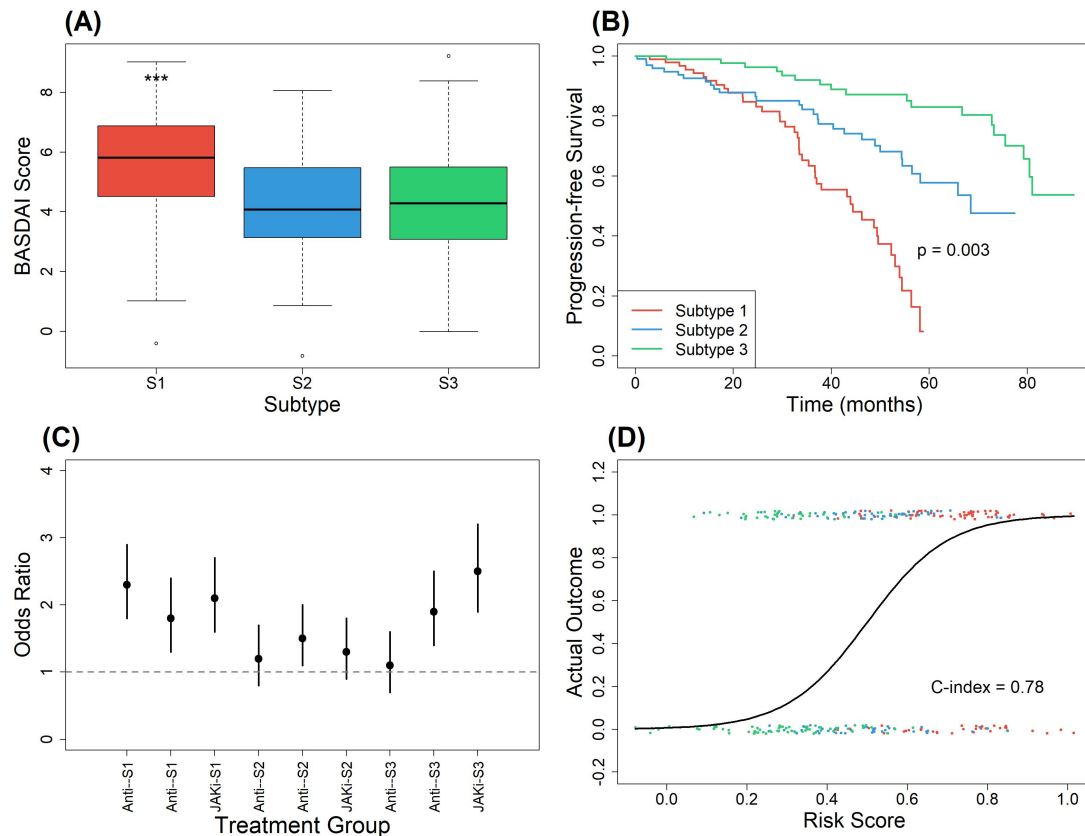 (A)
BASDAI Score
8
6
4
2
0
***
S1
S2
S3
Subtype
(B)
Progression-free Survival
1.0
0.8
0.6
0.4
0.2
0.0
p = 0.003
Subtype 1
Subtype 2
Subtype 3
0
20
40
60
80
Time (months)
(C)
Odds Ratio
4
3
2
1
0
Anti--S1
Anti--S1
JAKi-S1
Anti--S2
Anti--S2
JAKi-S2
Anti--S3
Anti--S3
JAKi-S3
Treatment Group
(D)
Actual Outcome
1.2
1.0
0.8
0.6
0.4
0.2
0.0
-0.2
C-index = 0.78
0.0
0.2
0.4
0.6
0.8
1.0
Risk Score